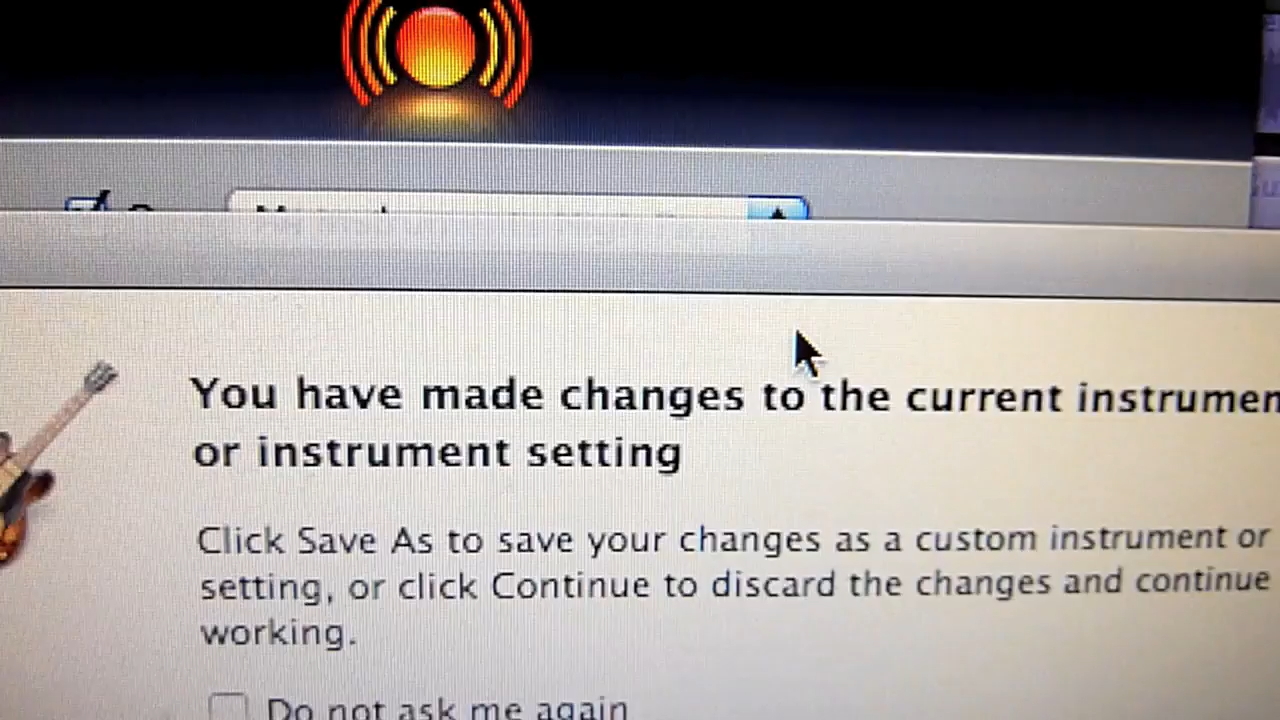 You have made changes to the current instrumen
or instrument setting
Click Save As to save your changes as a custom instrument or
setting, or click Continue to discard the changes and continue
working.
Do not ask me again